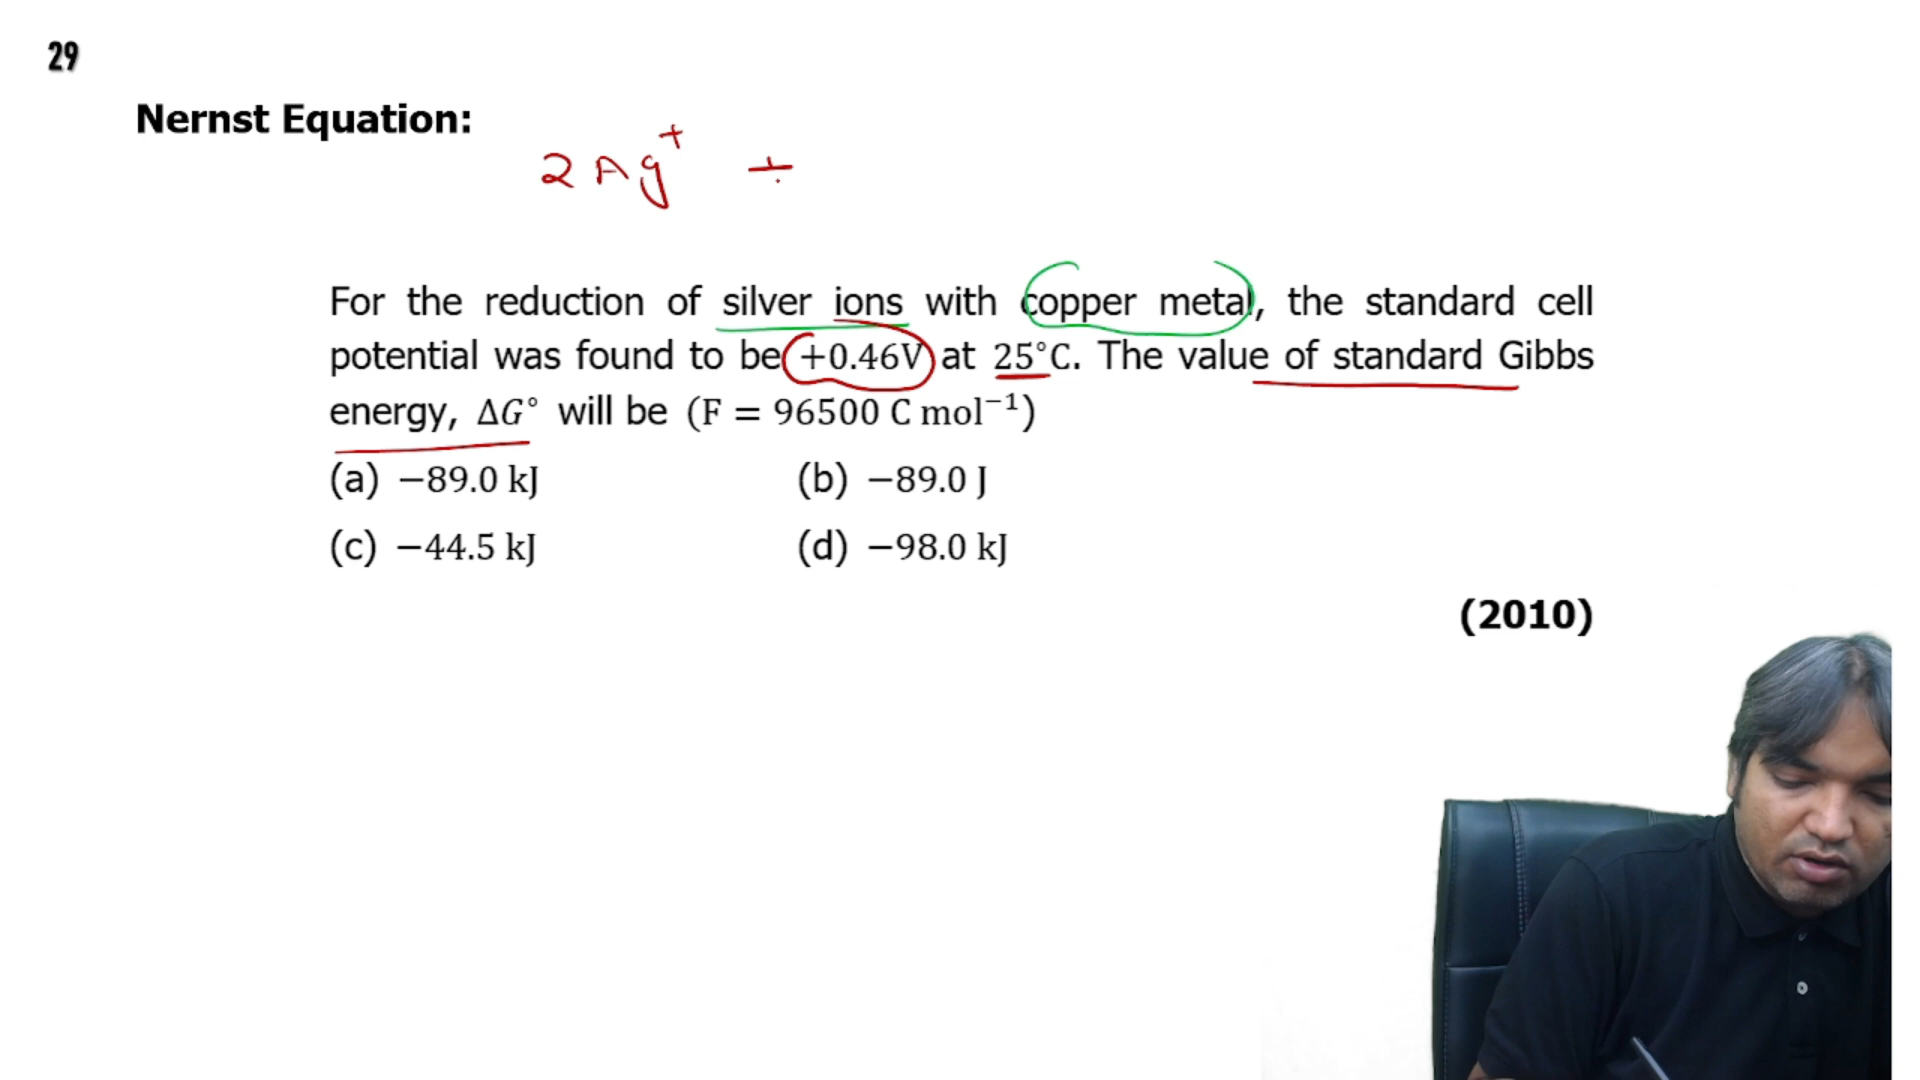 29
Nernst Equation:
2Ag⁺ +
For the reduction of silver ions with copper metal, the standard cell
potential was found to be +0.46V at 25°C. The value of standard Gibbs
energy, ΔG° will be (F = 96500 C mol⁻¹)
(a) −89.0 kJ (b) −89.0 J
(c) −44.5 kJ (d) −98.0 kJ
(2010)